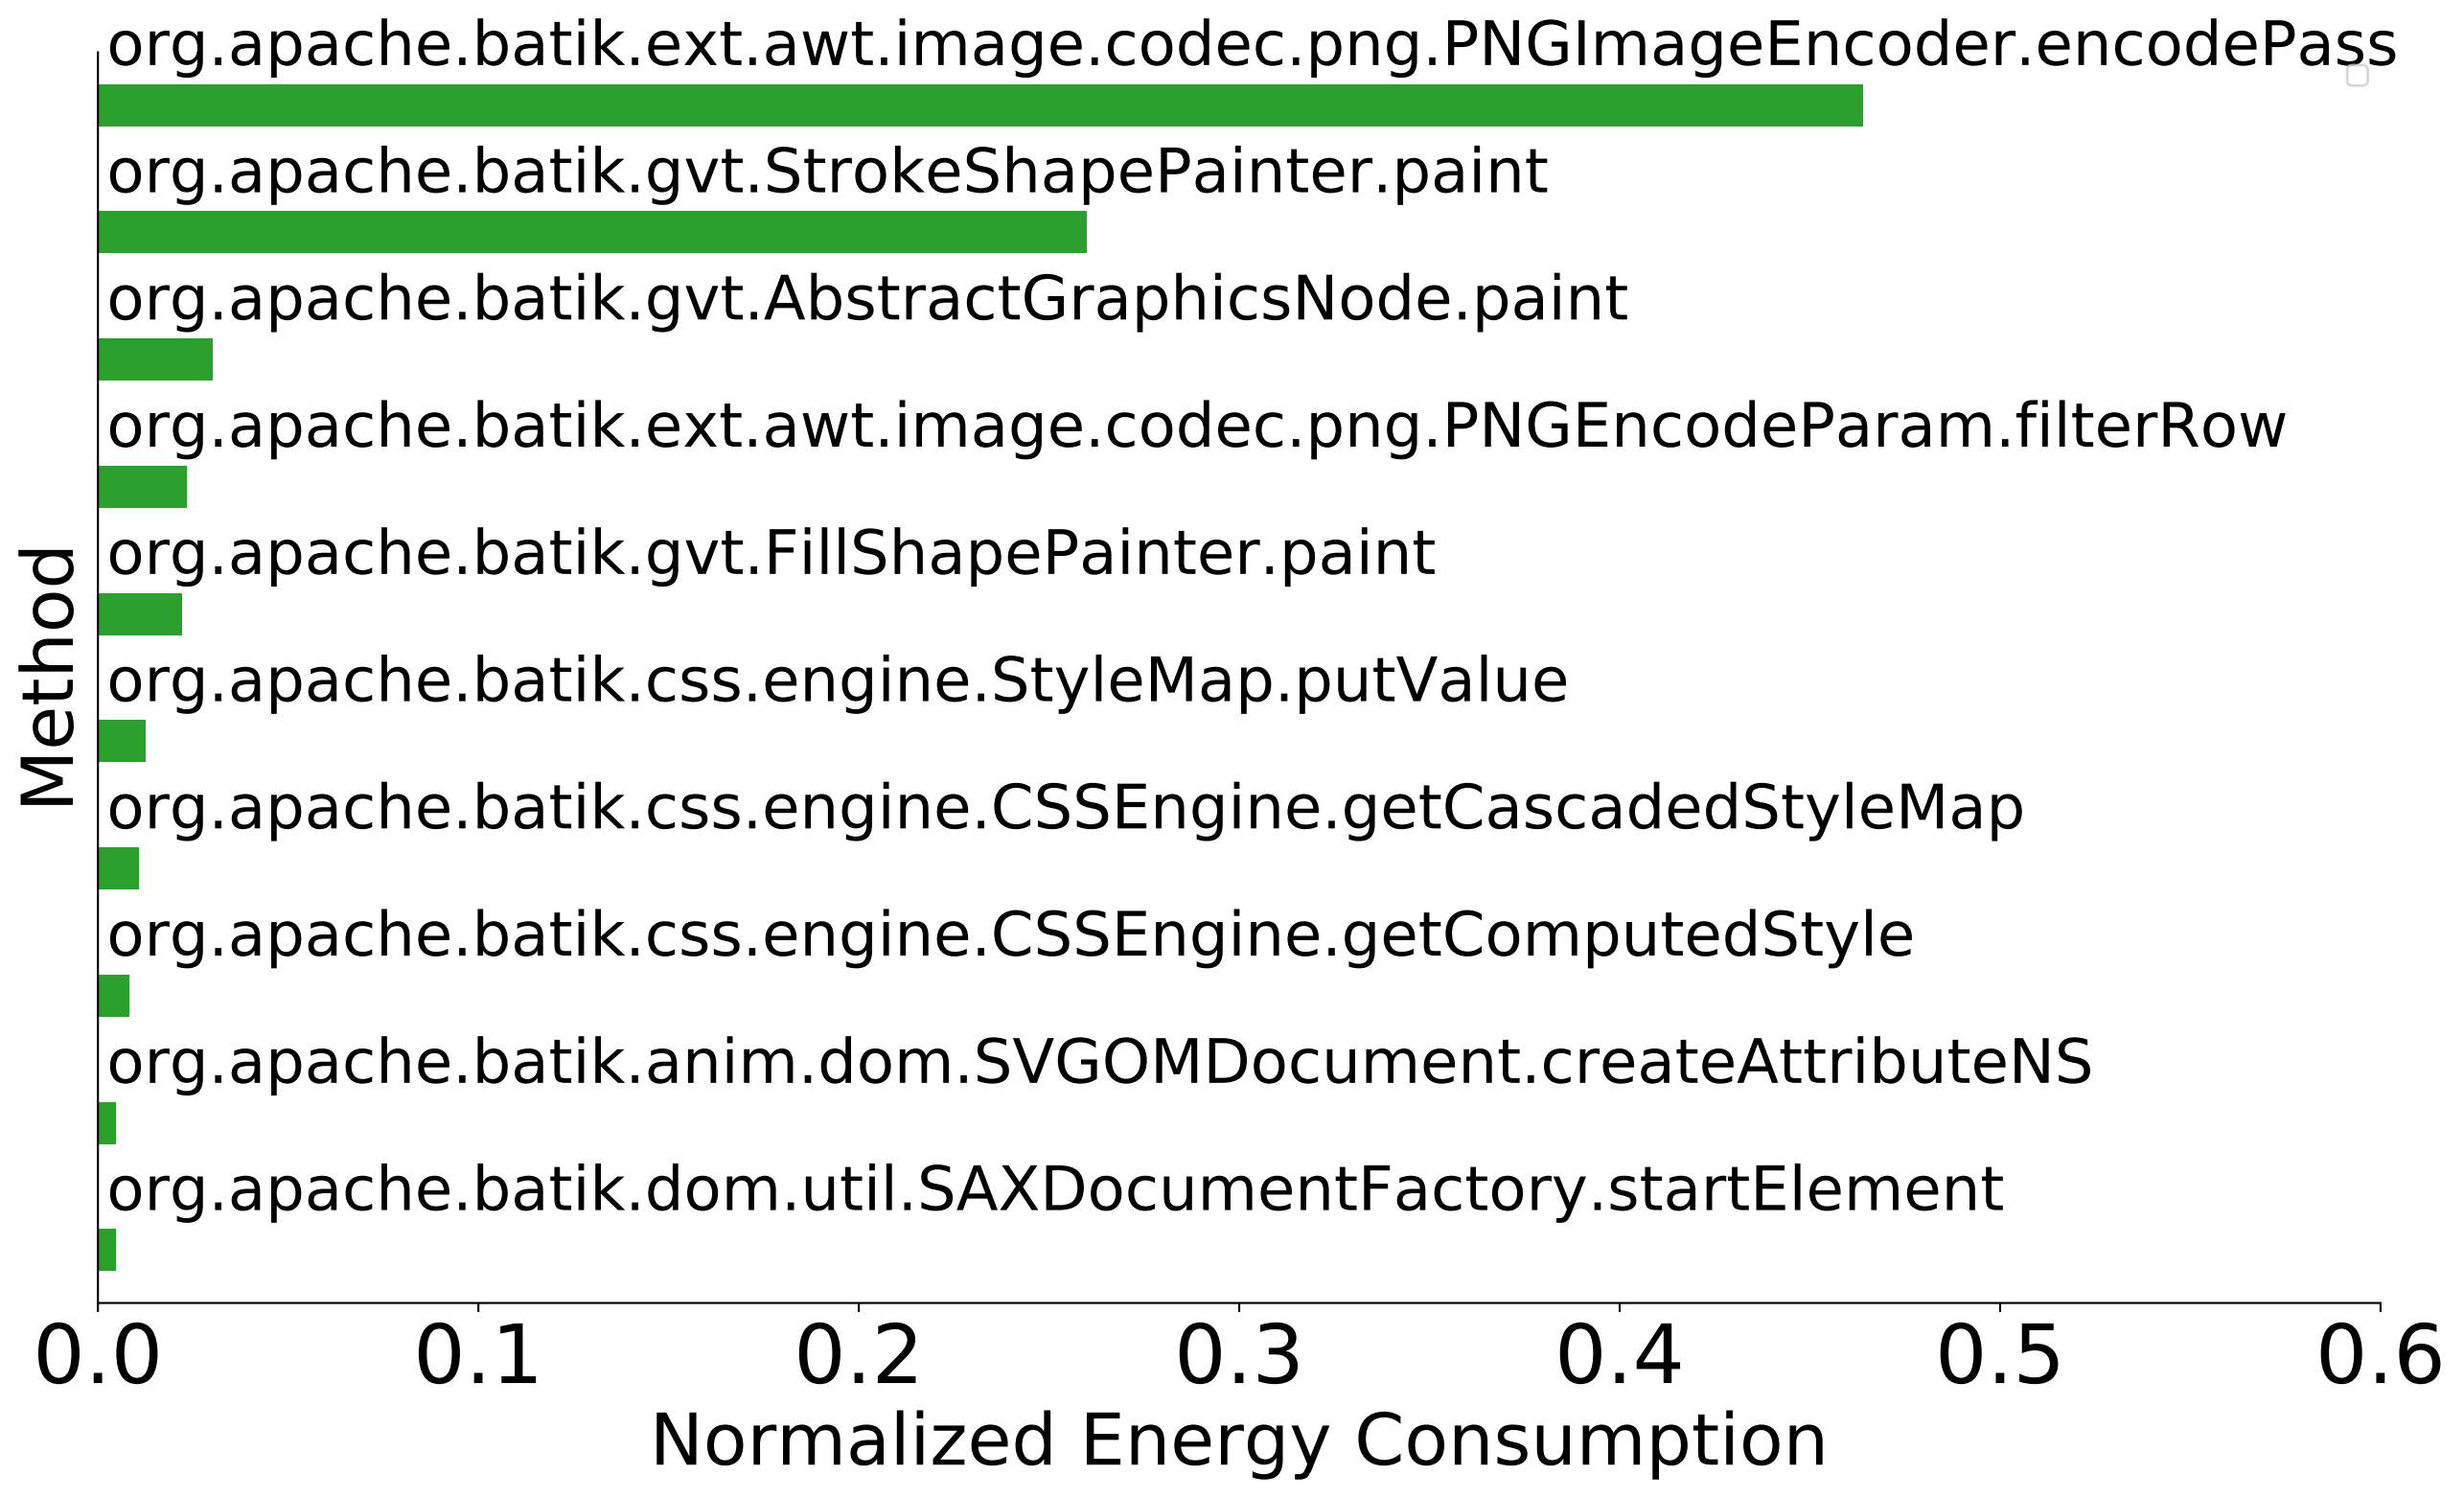 org.apache.batik.ext.awt.image.codec.png.PNGImageEncoder.encodePass
org.apache.batik.gvt.StrokeShapePainter.paint
org.apache.batik.gvt.AbstractGraphicsNode.paint
org.apache.batik.ext.awt.image.codec.png.PNGEncodeParam.filterRow
org.apache.batik.gvt.FillShapePainter.paint
org.apache.batik.css.engine.StyleMap.putValue
org.apache.batik.css.engine.CSSEngine.getCascadedStyleMap
org.apache.batik.css.engine.CSSEngine.getComputedStyle
org.apache.batik.anim.dom.SVGOMDocument.createAttributeNS
org.apache.batik.dom.util.SAXDocumentFactory.startElement
Method
0.0 0.1 0.2 0.3 0.4 0.5 0.6
Normalized Energy Consumption